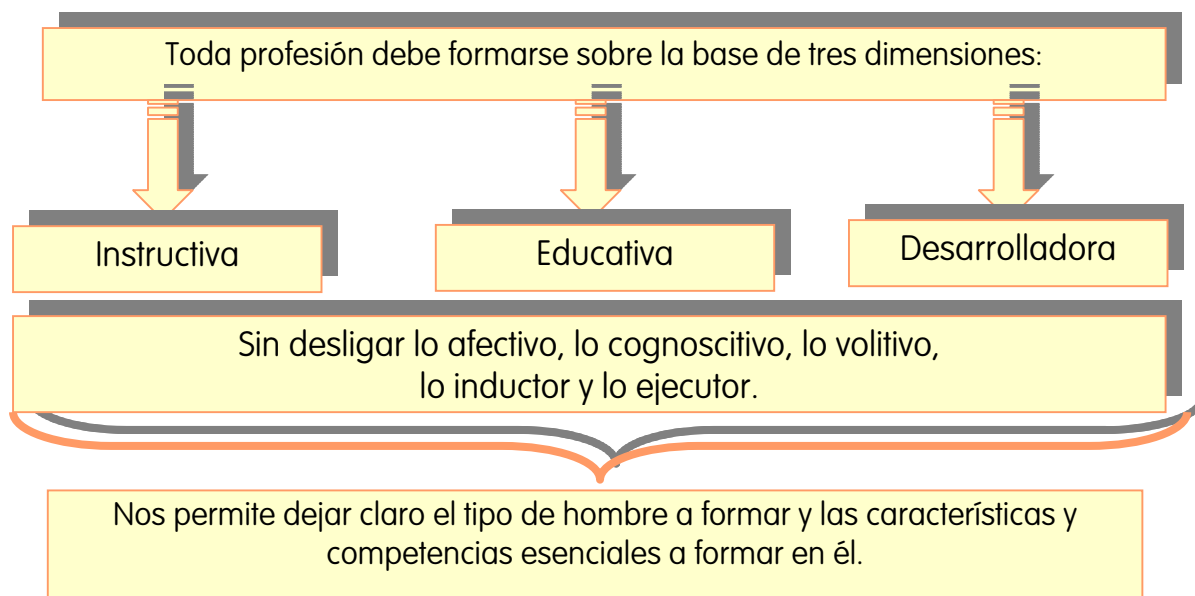 Toda profesión debe formarse sobre la base de tres dimensiones:
Instructiva
Educativa
Desarrolladora
Sin desligar lo afectivo, lo cognoscitivo, lo volitivo,
lo inductor y lo ejecutor.
Nos permite dejar claro el tipo de hombre a formar y las características y
competencias esenciales a formar en él.